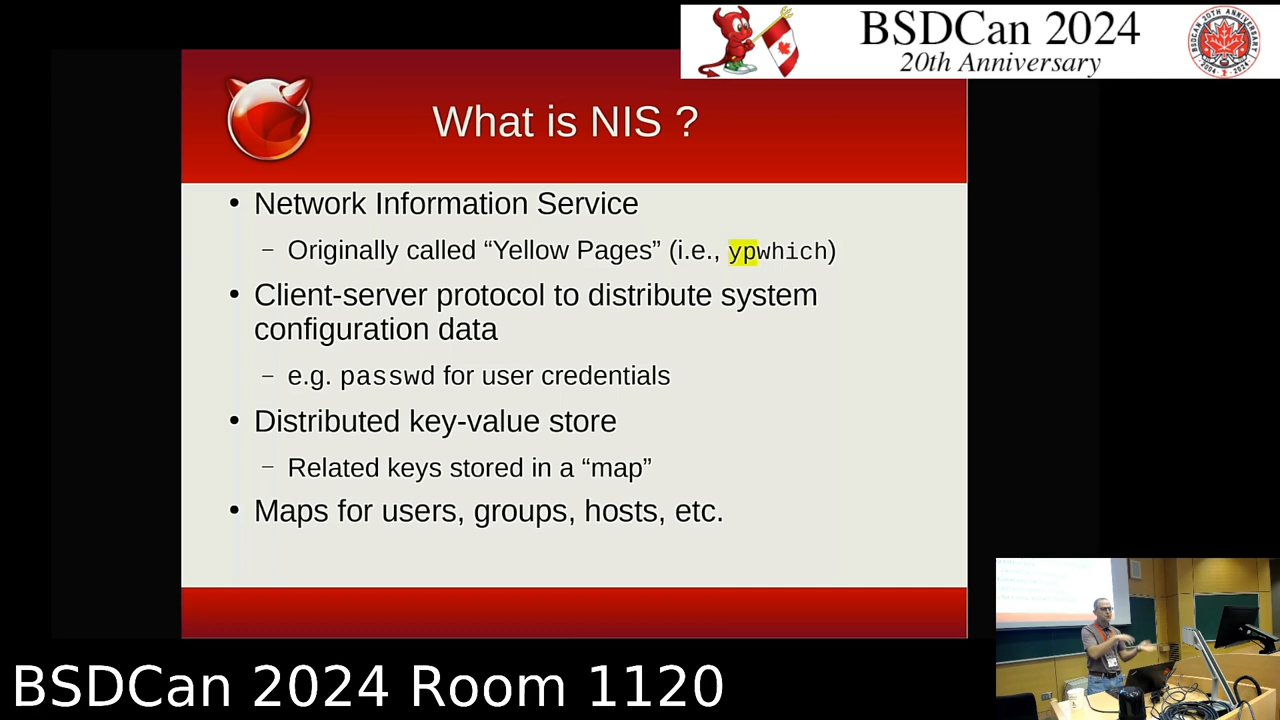 BSDCan 2024
20th Anniversary
What is NIS ?
• Network Information Service
– Originally called “Yellow Pages” (i.e., ypwhich)
• Client-server protocol to distribute system
configuration data
– e.g. passwd for user credentials
• Distributed key-value store
– Related keys stored in a “map”
• Maps for users, groups, hosts, etc.
BSDCan 2024 Room 1120